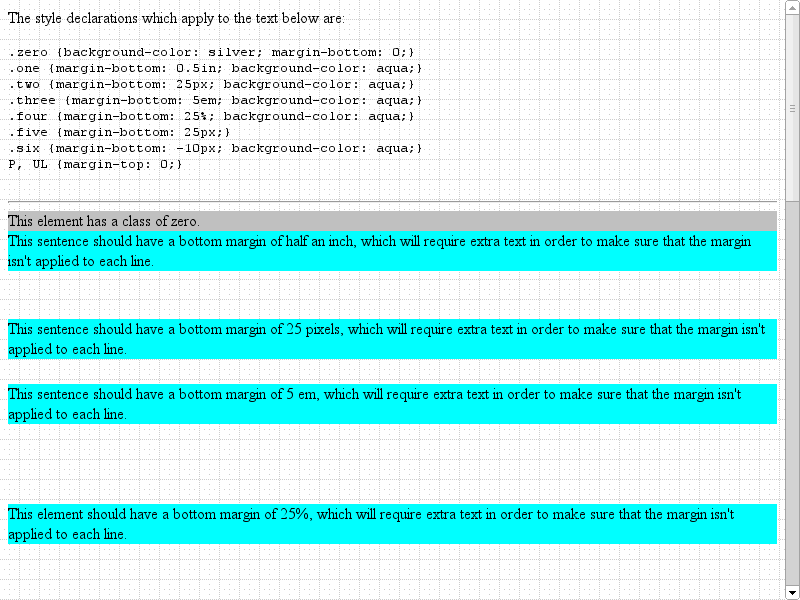 The style declarations which apply to the text below are:
.zero {background-color: silver; margin-bottom: 0;}
.one {margin-bottom: 0.5in; background-color: aqua;}
.two {margin-bottom: 25px; background-color: aqua;}
.three {margin-bottom: 5em; background-color: aqua;}
.four {margin-bottom: 25%; background-color: aqua;}
.five {margin-bottom: 25px;}
.six {margin-bottom: -10px; background-color: aqua;}
P, UL {margin-top: 0;}
This element has a class of zero.
This sentence should have a bottom margin of half an inch, which will require extra text in order to make sure that the margin
isn't applied to each line.
This sentence should have a bottom margin of 25 pixels, which will require extra text in order to make sure that the margin isn't
applied to each line.
This sentence should have a bottom margin of 5 em, which will require extra text in order to make sure that the margin isn't
applied to each line.
This element should have a bottom margin of 25%, which will require extra text in order to make sure that the margin isn't
applied to each line.